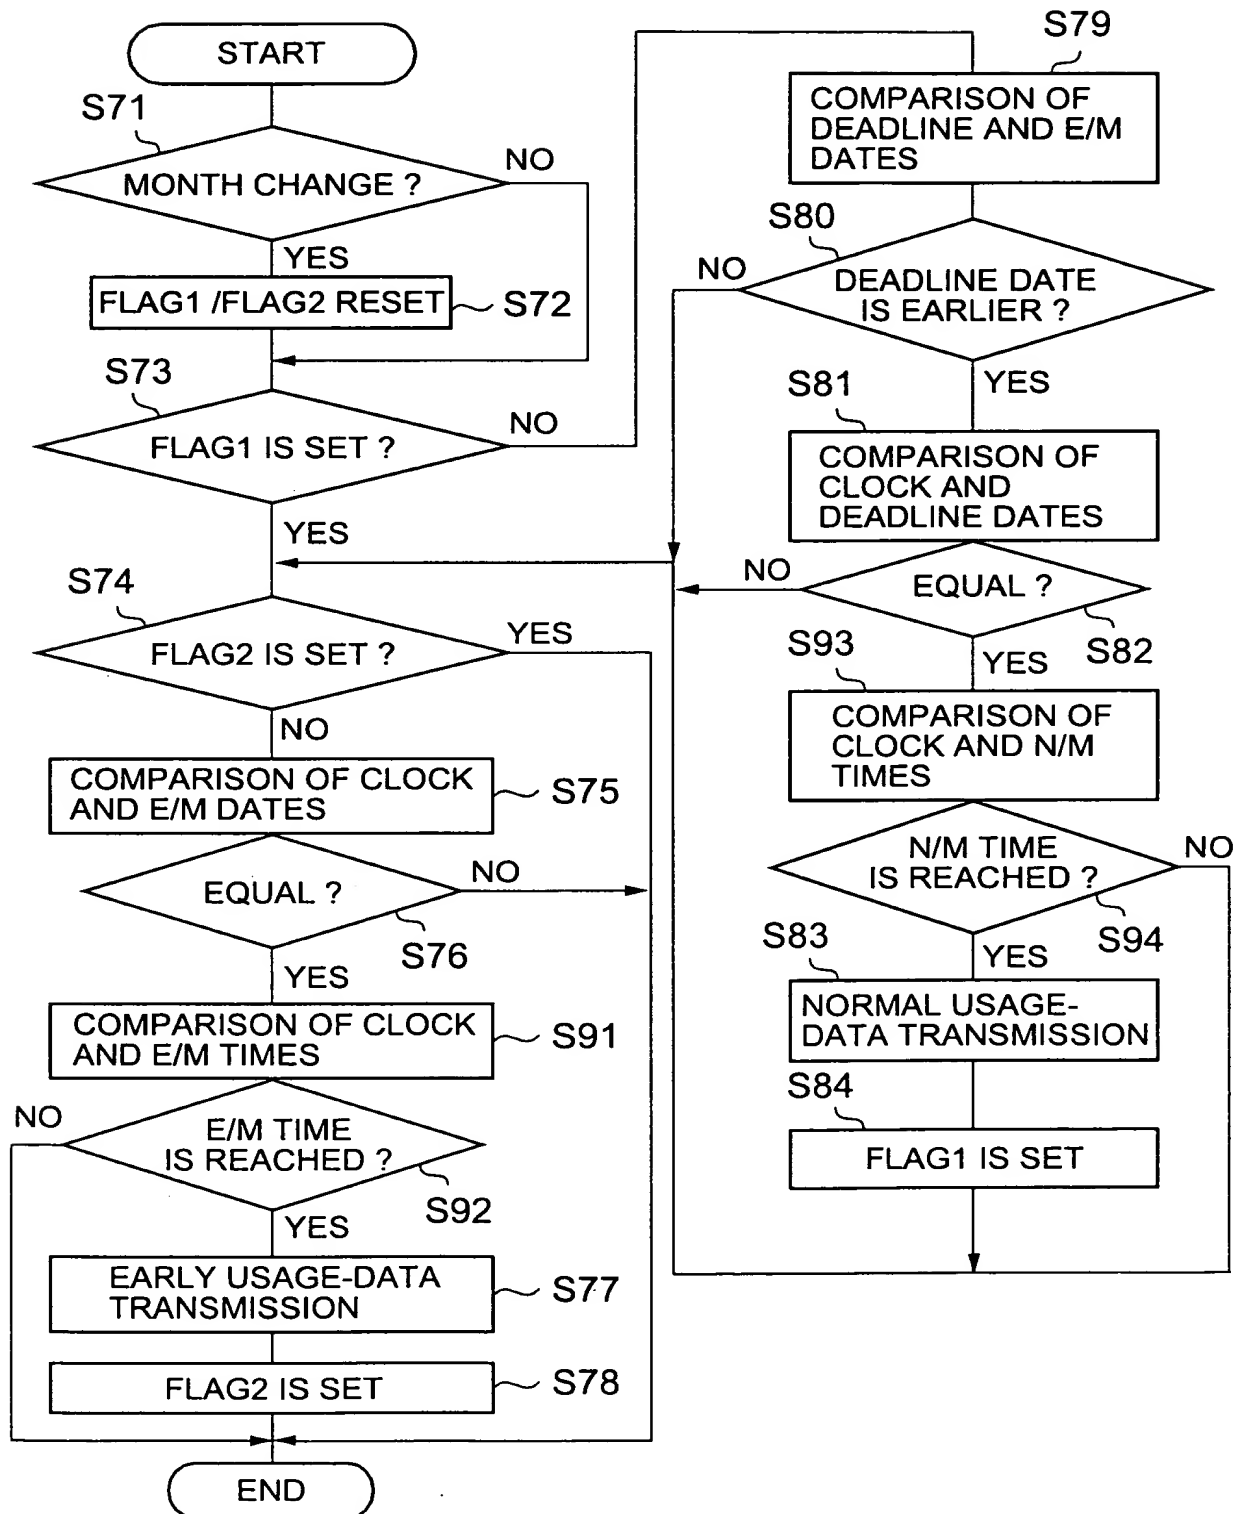 START
S71
MONTH CHANGE ?
NO
YES
FLAG1 /FLAG2 RESET
S72
S73
FLAG1 IS SET ?
NO
YES
S74
FLAG2 IS SET ?
YES
NO
COMPARISON OF CLOCK
AND E/M DATES
S75
EQUAL ?
NO
S76
YES
COMPARISON OF CLOCK
AND E/M TIMES
S91
NO
E/M TIME
IS REACHED ?
S92
YES
EARLY USAGE-DATA
TRANSMISSION
S77
FLAG2 IS SET
S78
END
S79
COMPARISON OF
DEADLINE AND E/M
DATES
S80
NO
DEADLINE DATE
IS EARLIER ?
YES
S81
COMPARISON OF
CLOCK AND
DEADLINE DATES
NO
EQUAL ?
S82
YES
S93
COMPARISON OF
CLOCK AND N/M
TIMES
N/M TIME
IS REACHED ?
NO
S94
YES
S83
NORMAL USAGE-
DATA TRANSMISSION
S84
FLAG1 IS SET